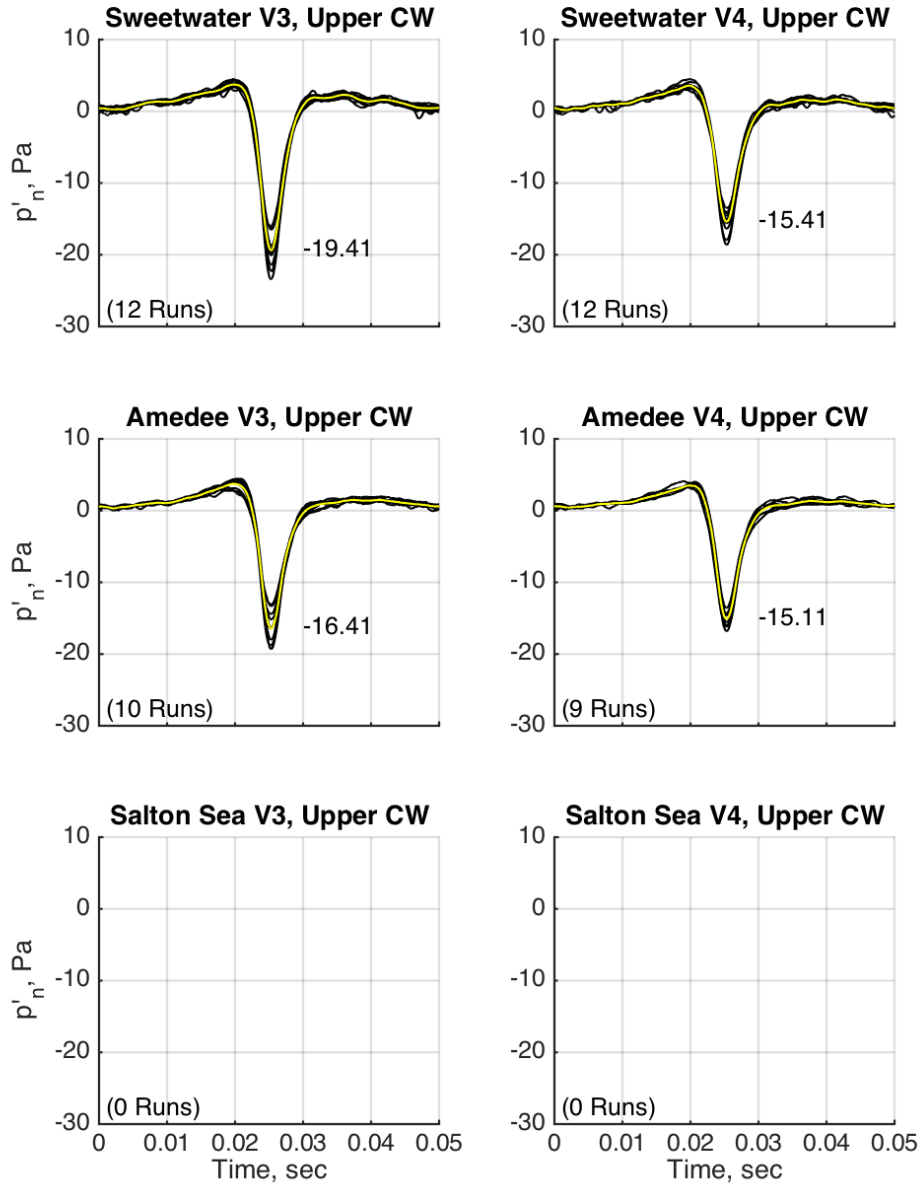 Sweetwater V3, Upper CW
10
0
-10
-20
-30
p'n, Pa
-19.41
(12 Runs)
Sweetwater V4, Upper CW
10
0
-10
-20
-30
-15.41
(12 Runs)
Amedee V3, Upper CW
10
0
-10
-20
-30
p'n, Pa
-16.41
(10 Runs)
Amedee V4, Upper CW
10
0
-10
-20
-30
-15.11
(9 Runs)
Salton Sea V3, Upper CW
10
0
-10
-20
-30
p'n, Pa
(0 Runs)
0 0.01 0.02 0.03 0.04 0.05
Time, sec
Salton Sea V4, Upper CW
10
0
-10
-20
-30
(0 Runs)
0 0.01 0.02 0.03 0.04 0.05
Time, sec